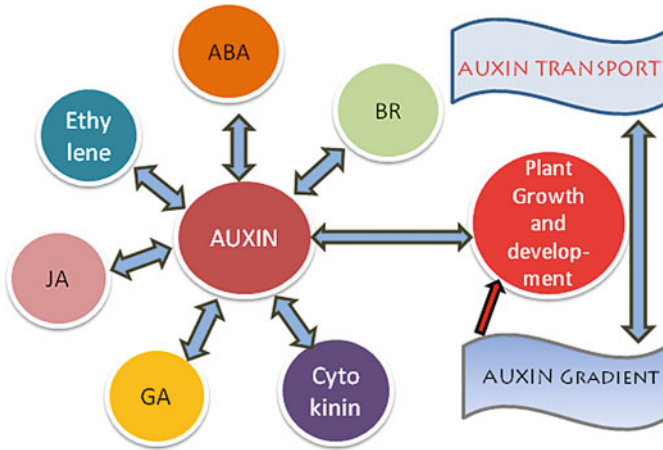 ABA
BR
Ethy
lene
AUXIN
JA
GA
Cyto
kinin
Plant
Growth
and
develop-
ment
AUXIN TRANSPORT
AUXIN GRADIENT